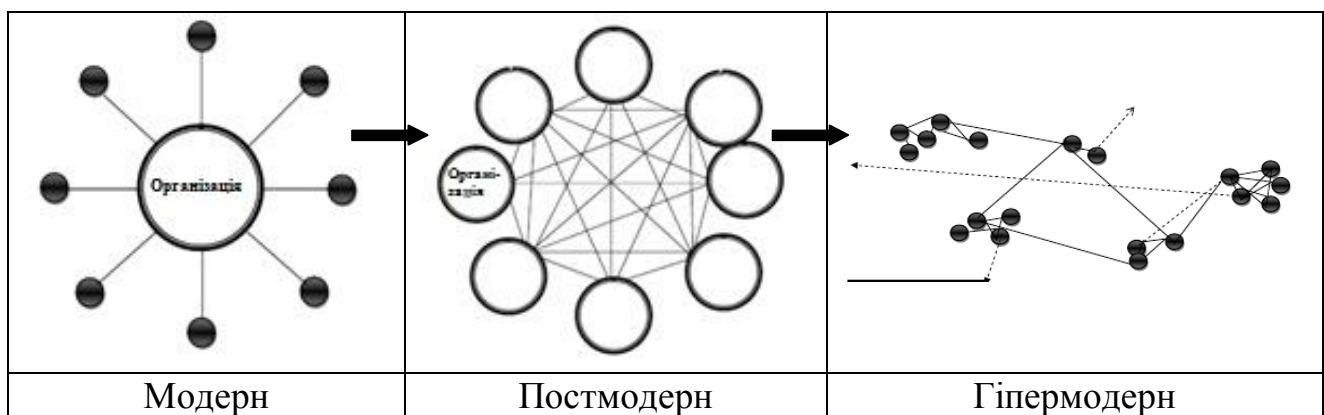 Організація
Органі-
зація
Модерн
Постмодерн
Гіпермодерн